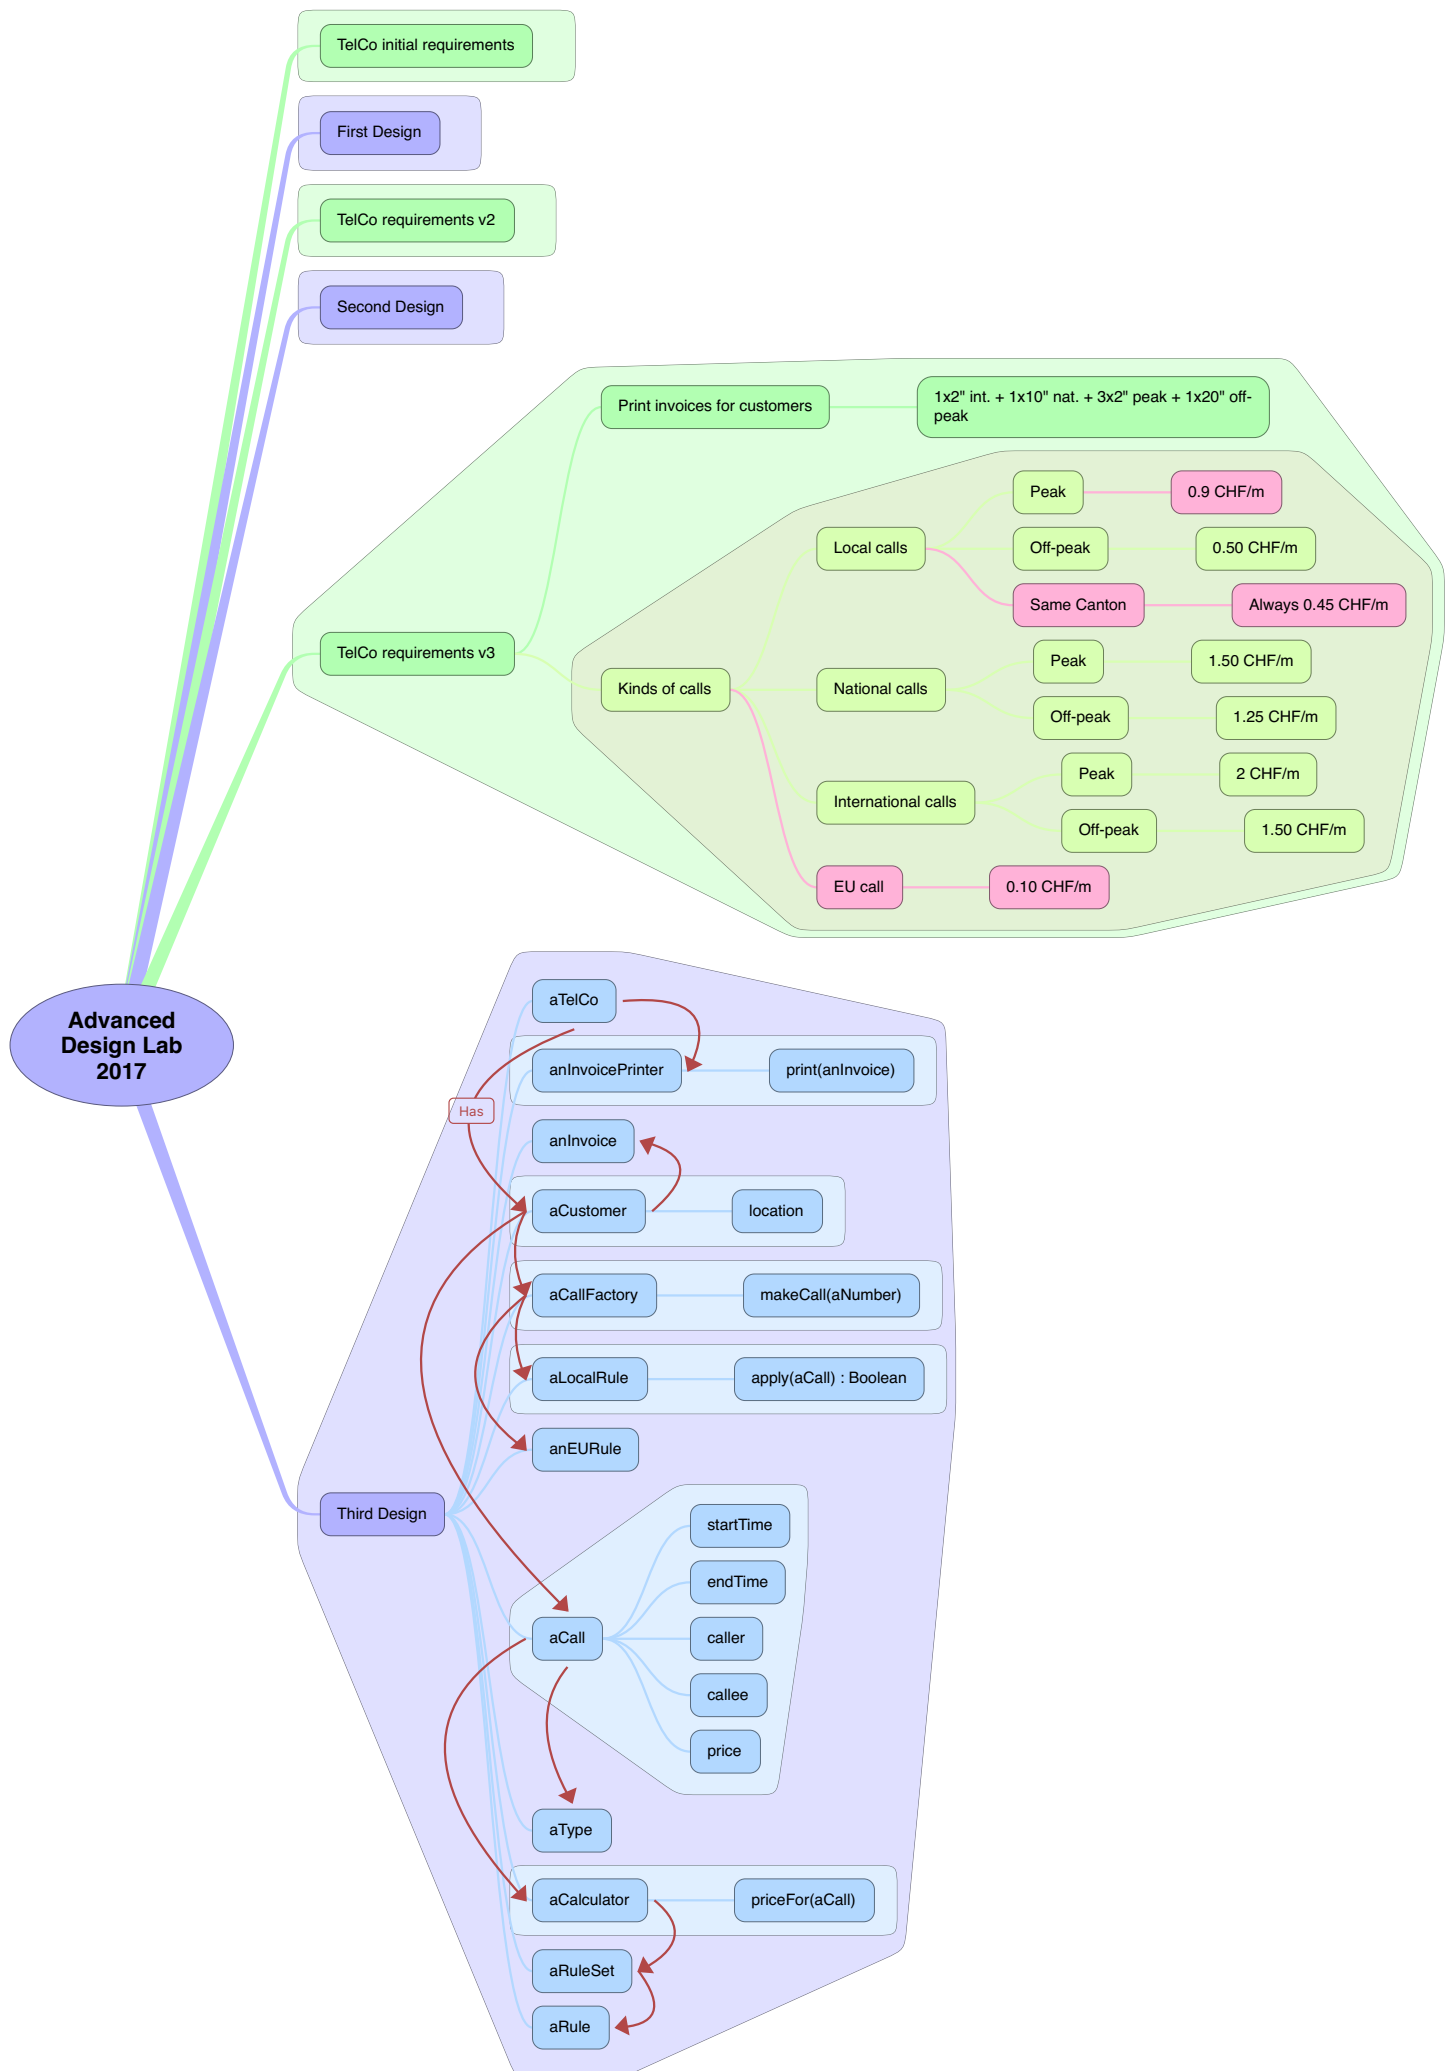 TelCo initial requirements
First Design
TelCo requirements v2
Second Design
Print invoices for customers
1x2" int. + 1x10" nat. + 3x2" peak + 1x20" off-
peak
Peak
0.9 CHF/m
Local calls
Off-peak
0.50 CHF/m
Same Canton
Always 0.45 CHF/m
TelCo requirements v3
Kinds of calls
National calls
Peak
1.50 CHF/m
Off-peak
1.25 CHF/m
International calls
Peak
2 CHF/m
Off-peak
1.50 CHF/m
EU call
0.10 CHF/m
Advanced
Design Lab
2017
aTelCo
anInvoicePrinter
print(anInvoice)
Has
anInvoice
aCustomer
location
aCallFactory
makeCall(aNumber)
aLocalRule
apply(aCall) : Boolean
anEURule
Third Design
startTime
endTime
aCall
caller
callee
price
aType
aCalculator
priceFor(aCall)
aRuleSet
aRule